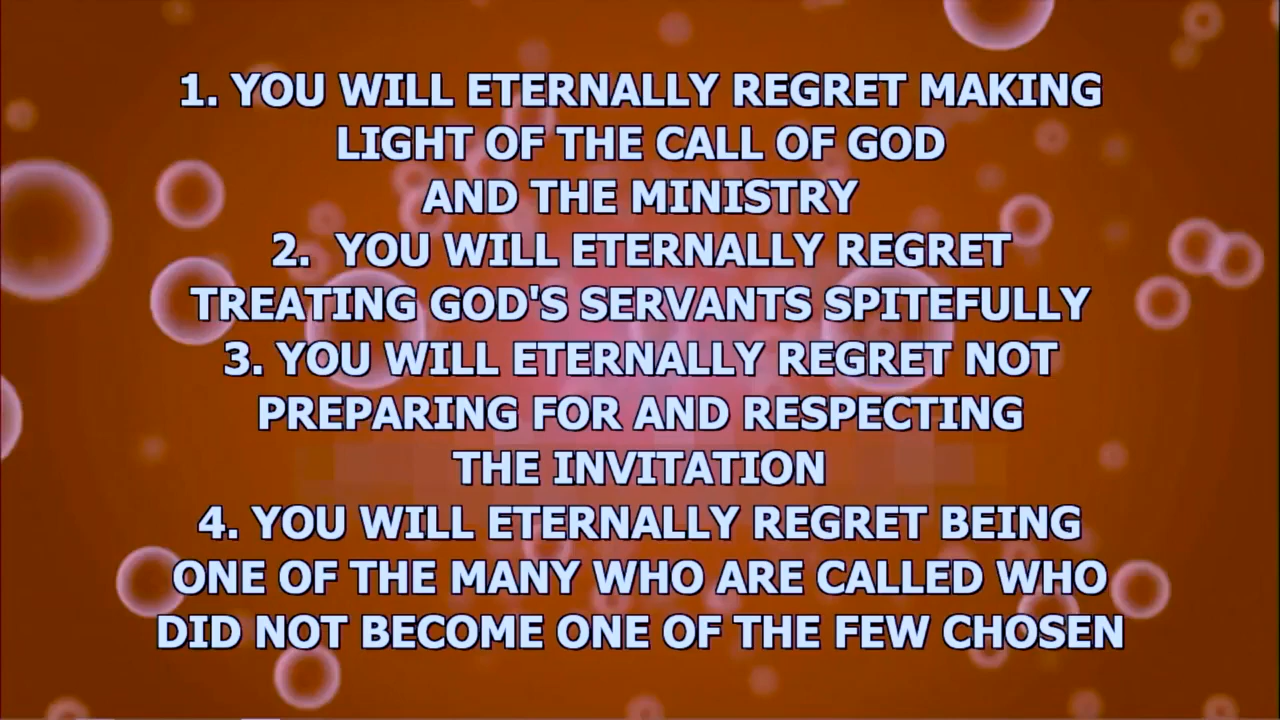 1. YOU WILL ETERNALLY REGRET MAKING
LIGHT OF THE CALL OF GOD
AND THE MINISTRY
2.  YOU WILL ETERNALLY REGRET
TREATING GOD'S SERVANTS SPITEFULLY
3. YOU WILL ETERNALLY REGRET NOT
PREPARING FOR AND RESPECTING
THE INVITATION
4. YOU WILL ETERNALLY REGRET BEING
ONE OF THE MANY WHO ARE CALLED WHO
DID NOT BECOME ONE OF THE FEW CHOSEN